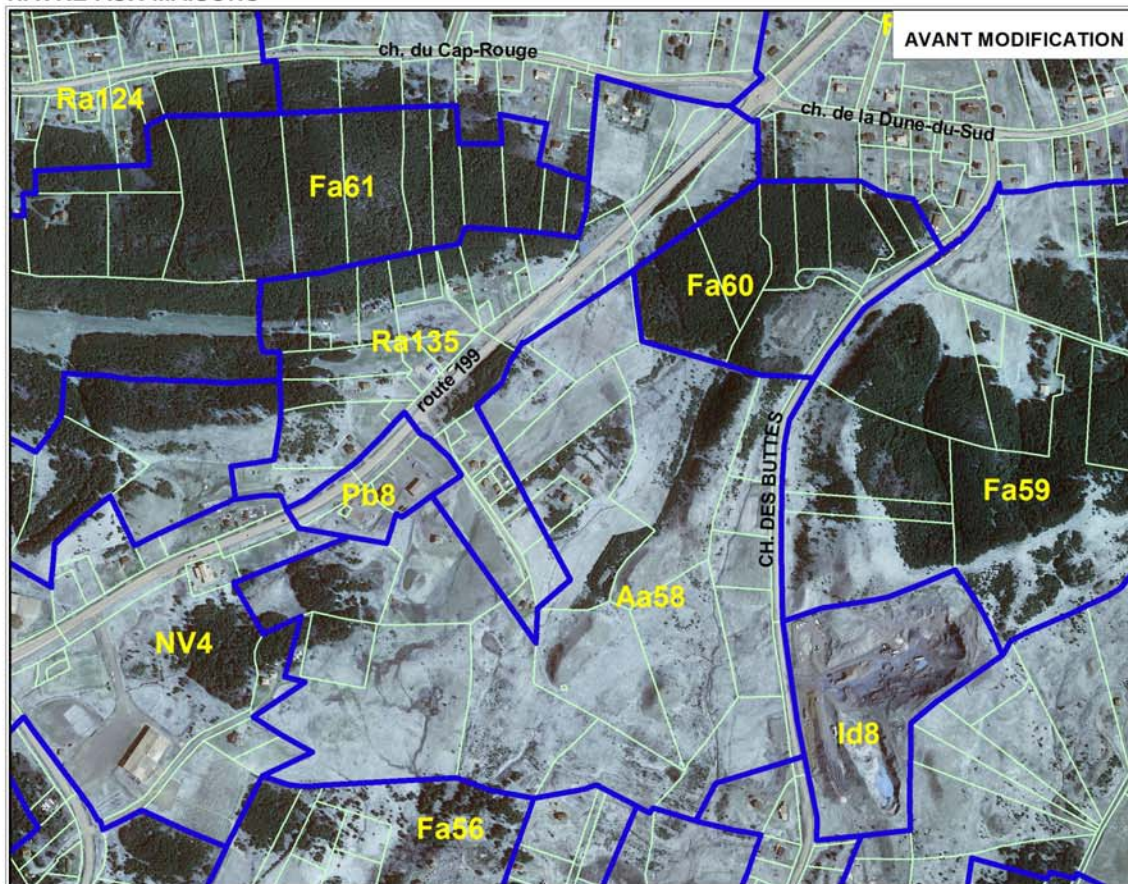 AVANT MODIFICATION
ch. du Cap-Rouge
Ra124
ch. de la Dune-du-Sud
Fa61
Fa60
Ra135
route 199
Pb8
CH. DES BUTTES
Fa59
Aa58
NV4
Id8
Fa56